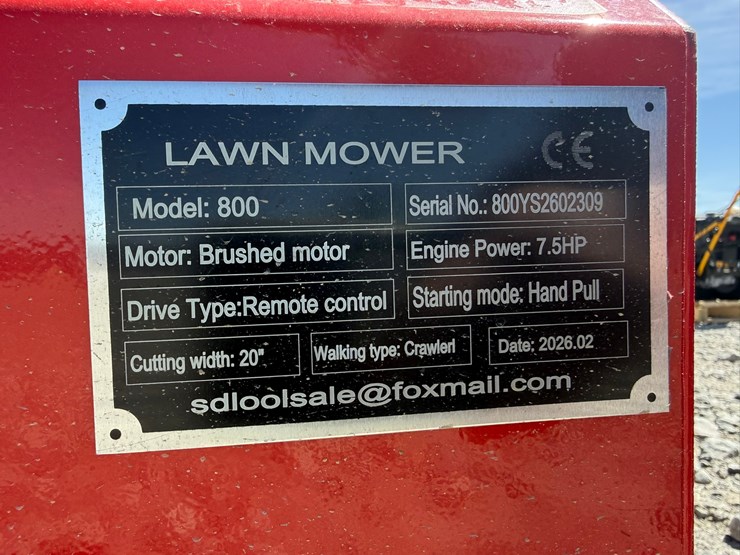 LAWN MOWER CE
Model: 800
Serial No.: 800YS2602309
Motor: Brushed motor
Engine Power: 7.5HP
Drive Type:Remote control
Starting mode: Hand Pull
Cutting width: 20"
Walking type: Crawlerl
Date: 2026.02
sdloolsale@foxmail.com